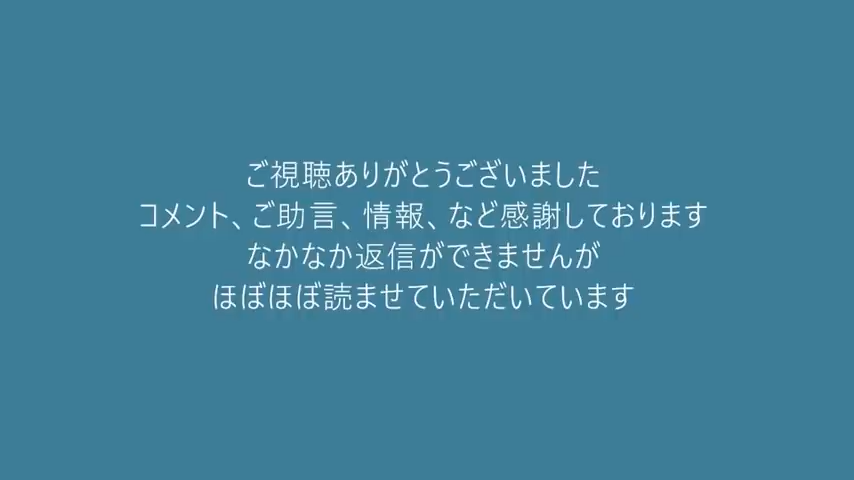 ご視聴ありがとうございました
コメント、ご助言、情報、など感謝しております
なかなか返信ができませんが
ほぼほぼ読ませていただいています